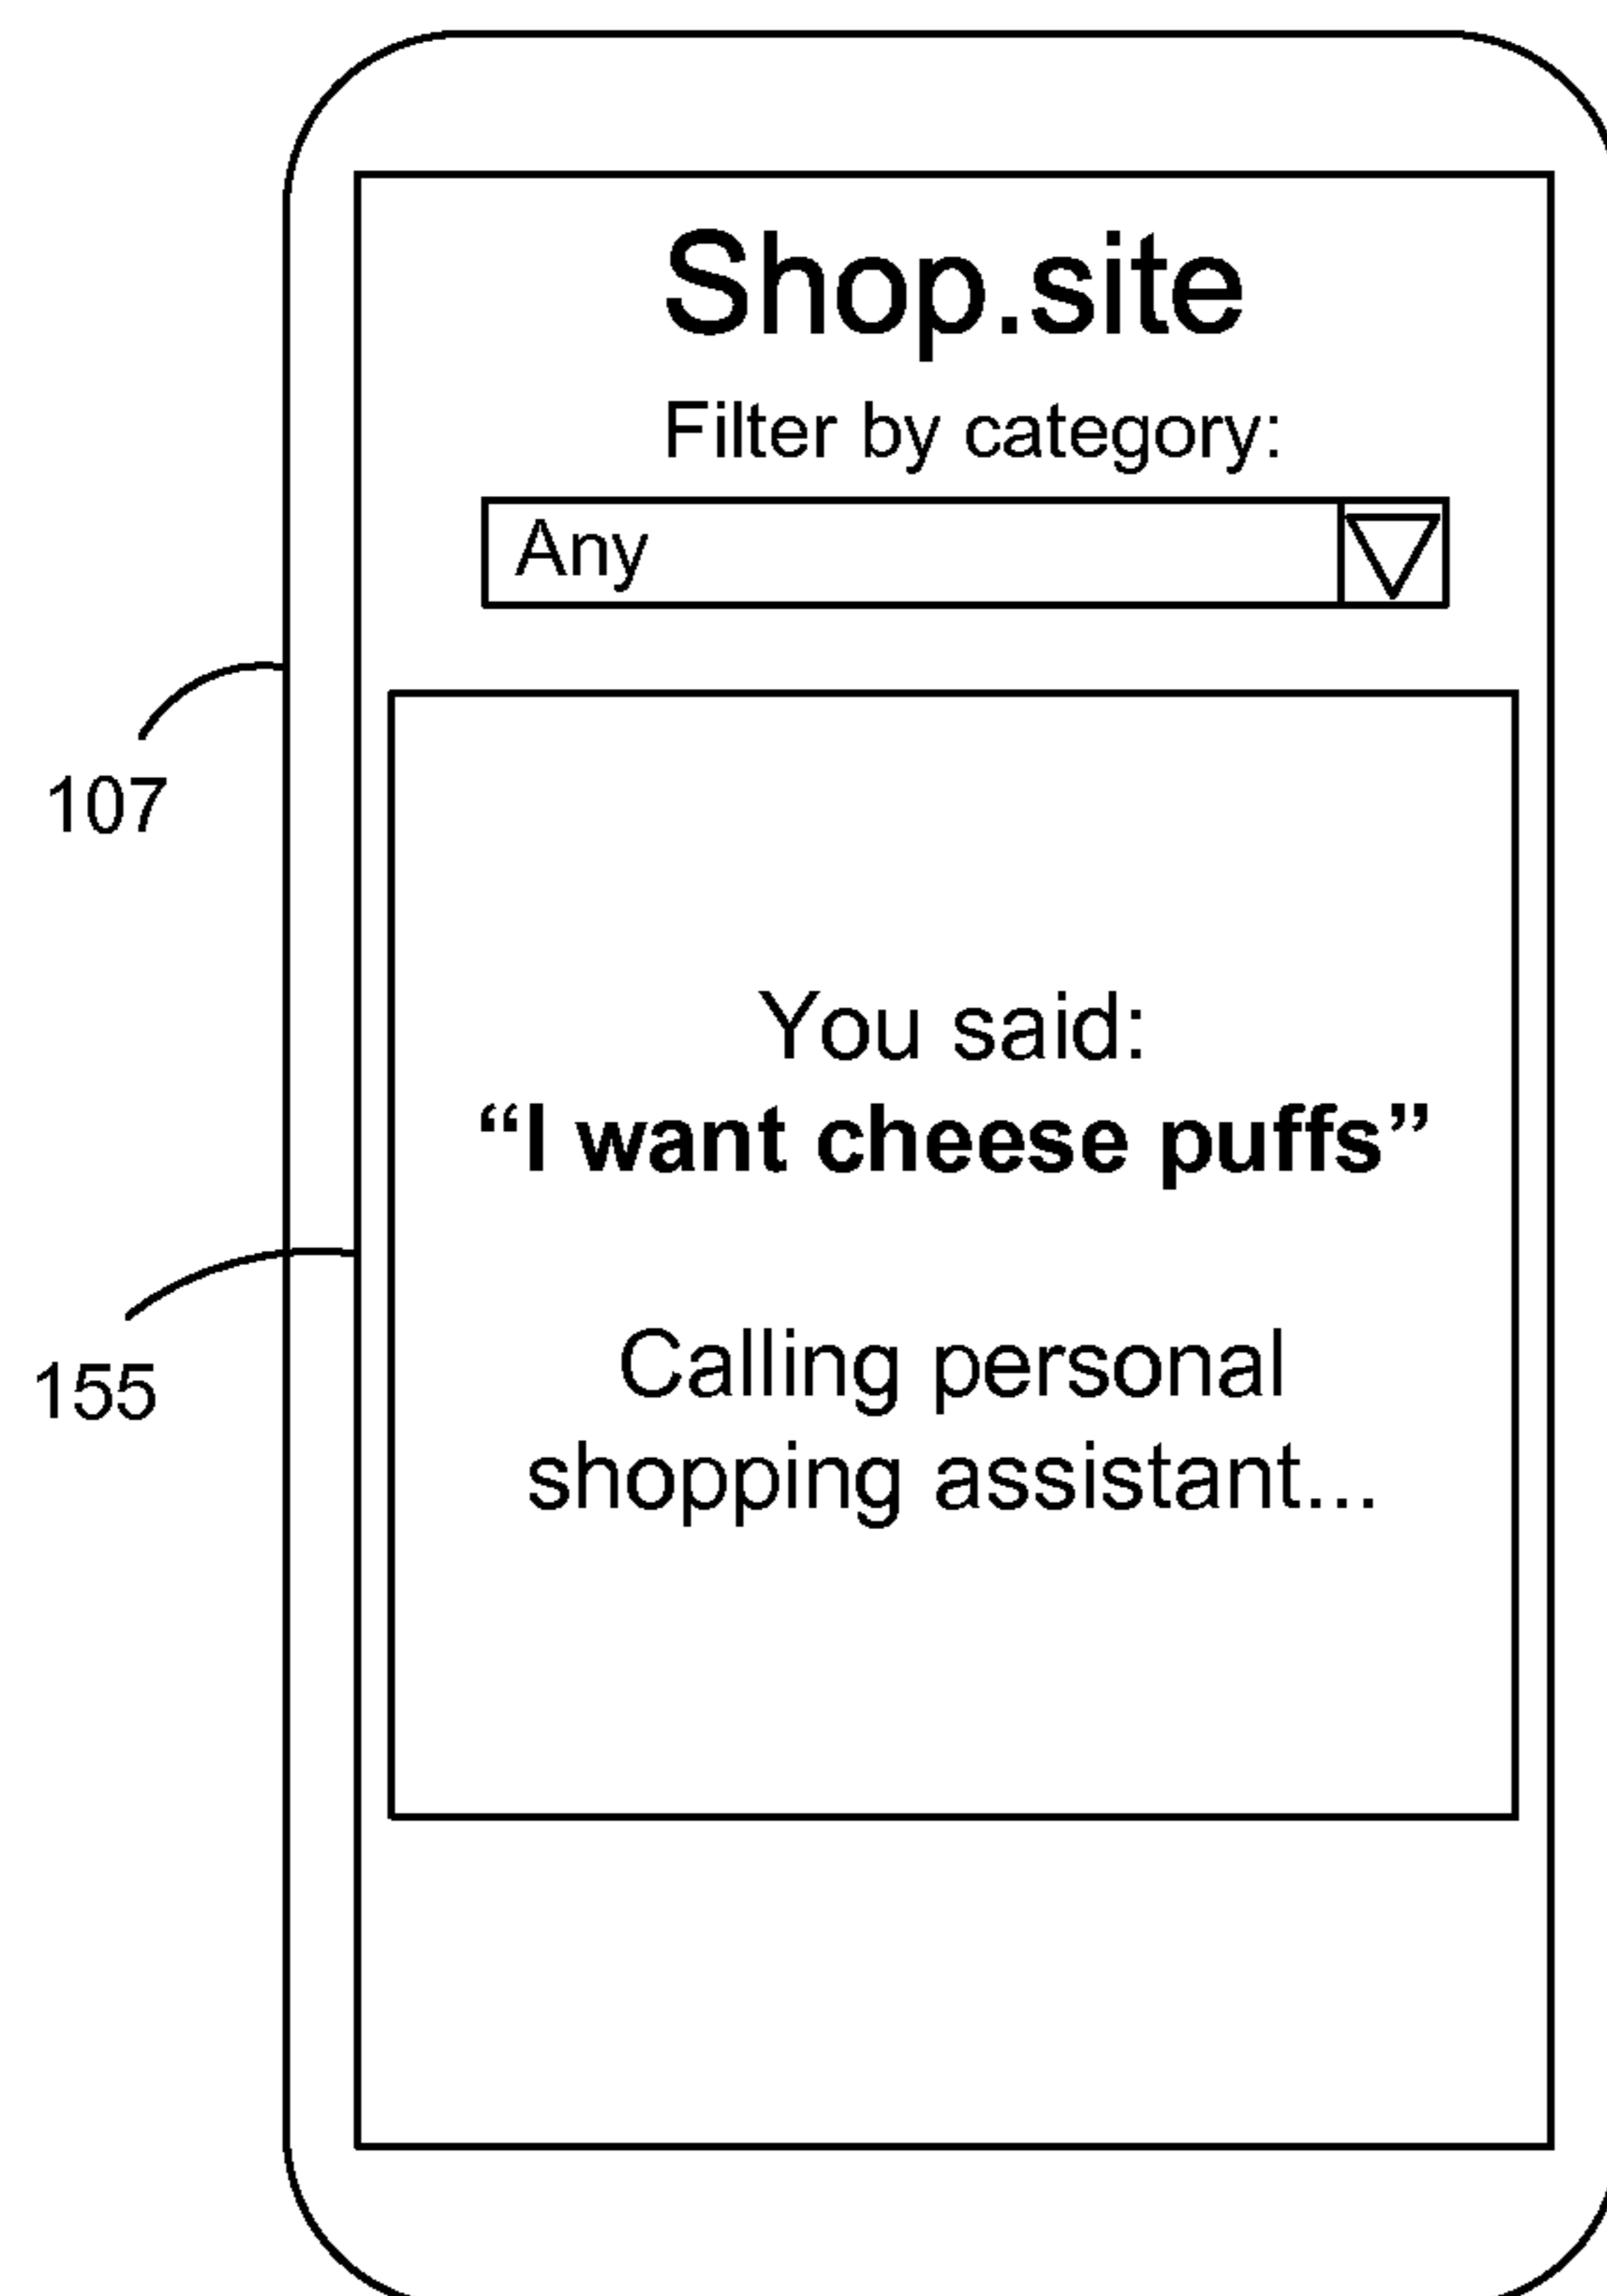 Shop.site
Filter by category:
Any
107
You said:
“I want cheese puffs”
155
Calling personal
shopping assistant...